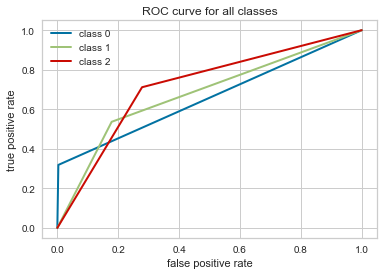 ROC curve for all classes
class 0
class 1
class 2
true positive rate
1.0
0.8
0.6
0.4
0.2
0.0
0.0 0.2 0.4 0.6 0.8 1.0
false positive rate